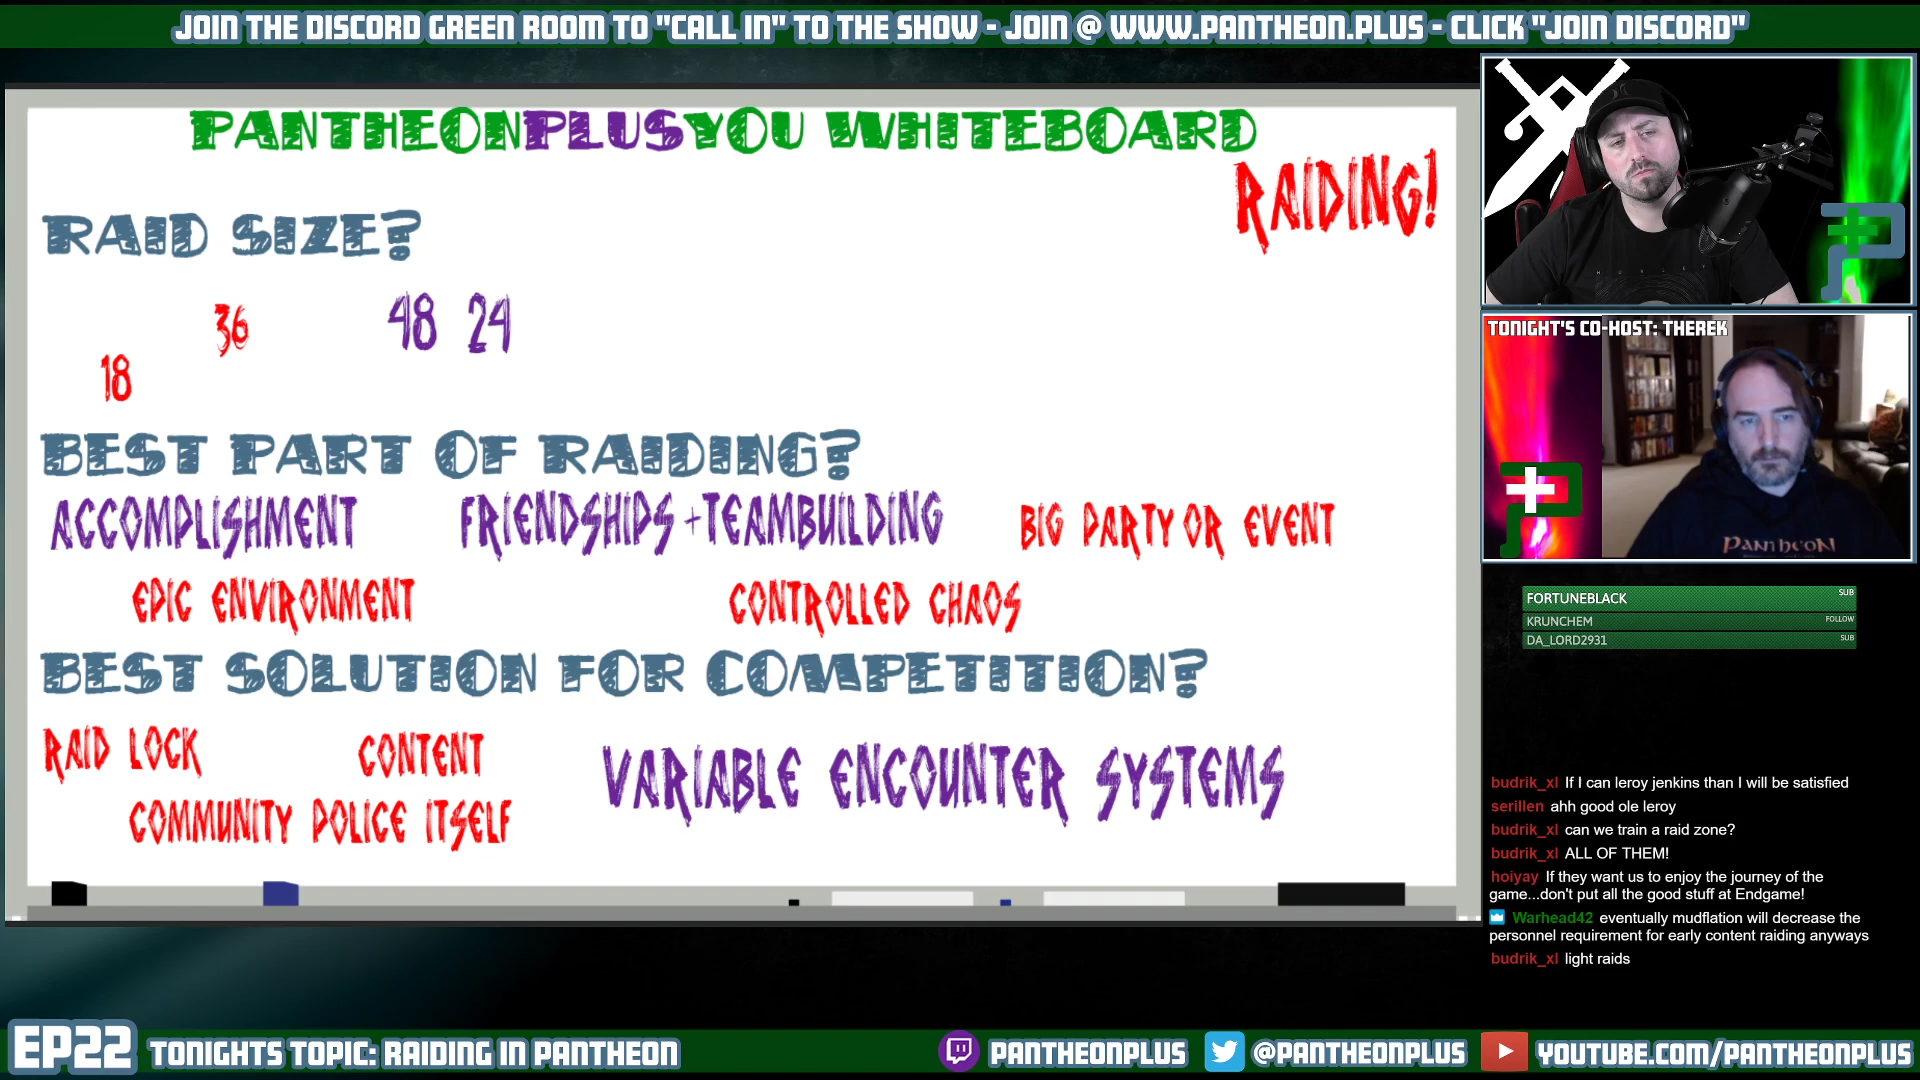 JOIN THE DISCORD GREEN ROOM TO "CALL IN" TO THE SHOW - JOIN @ WWW.PANTHEON.PLUS - CLICK "JOIN DISCORD"
PANTHEONPLUSYOU WHITEBOARD
RAIDING!
RAID SIZE?
36 48 24
18
BEST PART OF RAIDING?
ACCOMPLISHMENT FRIENDSHIPS+TEAMBUILDING BIG PARTY OR EVENT
EPIC ENVIRONMENT CONTROLLED CHAOS
BEST SOLUTION FOR COMPETITION?
RAID LOCK CONTENT VARIABLE ENCOUNTER SYSTEMS
COMMUNITY POLICE ITSELF
TONIGHT'S CO-HOST: THEREK
PANTHEON
FORTUNEBLACK SUB
KRUNCHEM FOLLOW
DA_LORD2931 SUB
budrik_xl If I can leroy jenkins than I will be satisfied
serillen ahh good ole leroy
budrik_xl can we train a raid zone?
budrik_xl ALL OF THEM!
hoiyay If they want us to enjoy the journey of the
game...don't put all the good stuff at Endgame!
Warhead42 eventually mudflation will decrease the
personnel requirement for early content raiding anyways
budrik_xl light raids
EP22 TONIGHTS TOPIC: RAIDING IN PANTHEON PANTHEONPLUS @PANTHEONPLUS YOUTUBE.COM/PANTHEONPLUS